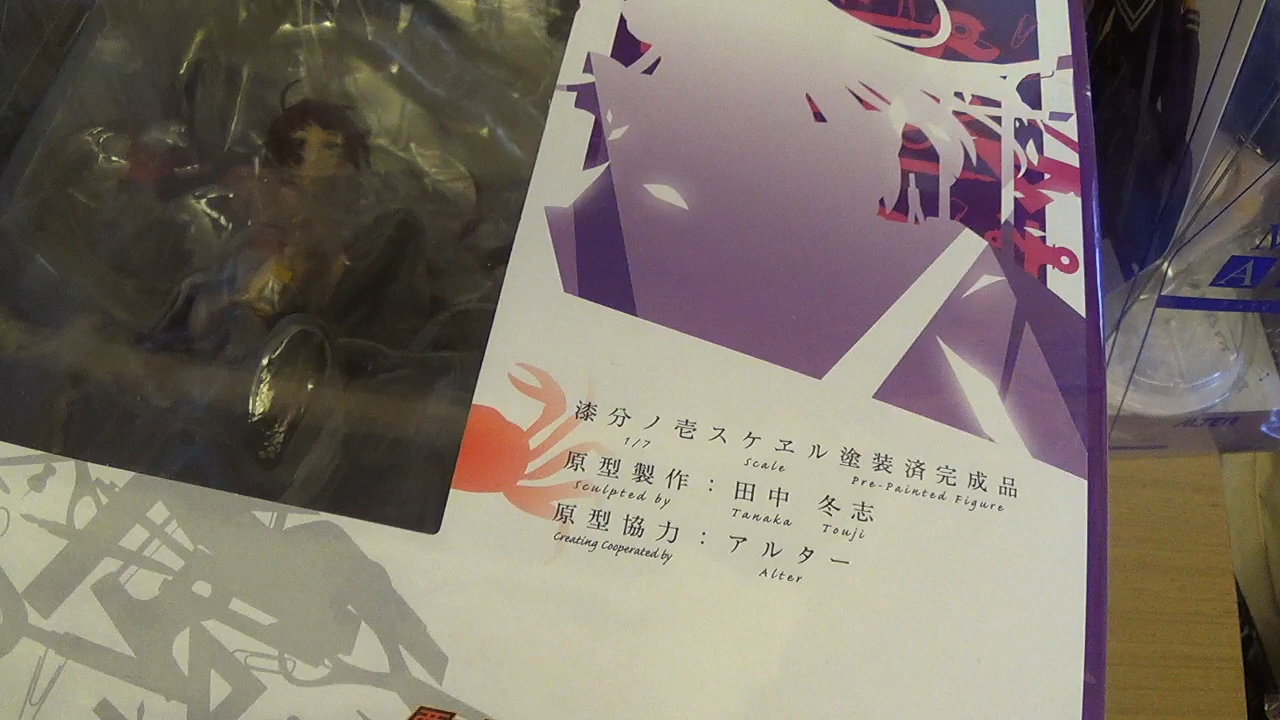 漆分ノ壱スケヱル塗装済完成品
1/7 Scale Pre-Painted Figure
原型製作：田中 冬志
Sculpted by Tanaka Touji
原型協力：アルター
Creating Cooperated by Alter
A
ALTER